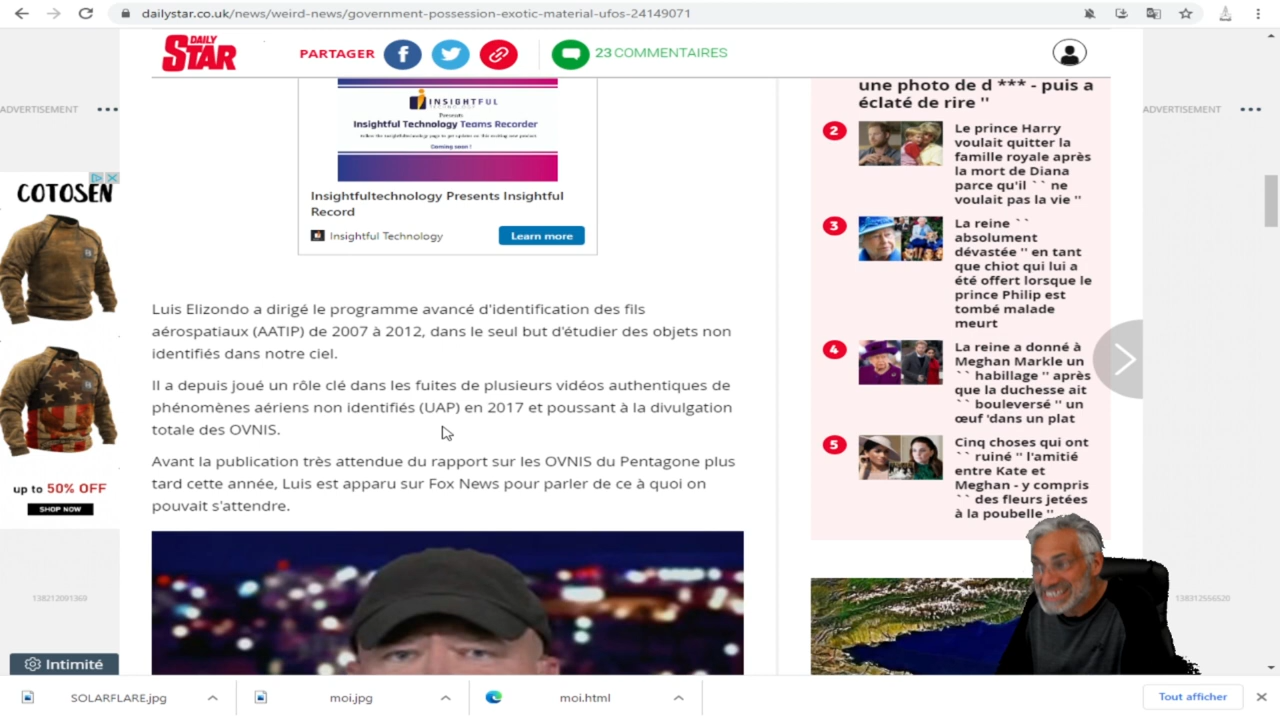 dailystar.co.uk/news/weird-news/government-possession-exotic-material-ufos-24149071
DAILY
STAR
PARTAGER
23 COMMENTAIRES
ADVERTISEMENT
COTOSEN
up to 50% OFF
SHOP NOW
138212091369
Intimité
INSIGHTFUL
Presents
Insightful Technology Teams Recorder
Coming soon !
Insightfultechnology Presents Insightful
Record
Insightful Technology
Learn more
Luis Elizondo a dirigé le programme avancé d'identification des fils
aérospatiaux (AATIP) de 2007 à 2012, dans le seul but d'étudier des objets non
identifiés dans notre ciel.
Il a depuis joué un rôle clé dans les fuites de plusieurs vidéos authentiques de
phénomènes aériens non identifiés (UAP) en 2017 et poussant à la divulgation
totale des OVNIS.
Avant la publication très attendue du rapport sur les OVNIS du Pentagone plus
tard cette année, Luis est apparu sur Fox News pour parler de ce à quoi on
pouvait s'attendre.
une photo de d *** - puis a
éclaté de rire ''
2
Le prince Harry
voulait quitter la
famille royale après
la mort de Diana
parce qu'il `` ne
voulait pas la vie ''
3
La reine ``
absolument
dévastée '' en tant
que chiot qui lui a
été offert lorsque le
prince Philip est
tombé malade
meurt
4
La reine a donné à
Meghan Markle un
`` habillage '' après
que la duchesse ait
`` bouleversé '' un
œuf 'dans un plat
5
Cinq choses qui ont
`` ruiné '' l'amitié
entre Kate et
Meghan - y compris
`` des fleurs jetées
à la poubelle ''
ADVERTISEMENT
138312556520
SOLARFLARE.jpg
moi.jpg
moi.html
Tout afficher